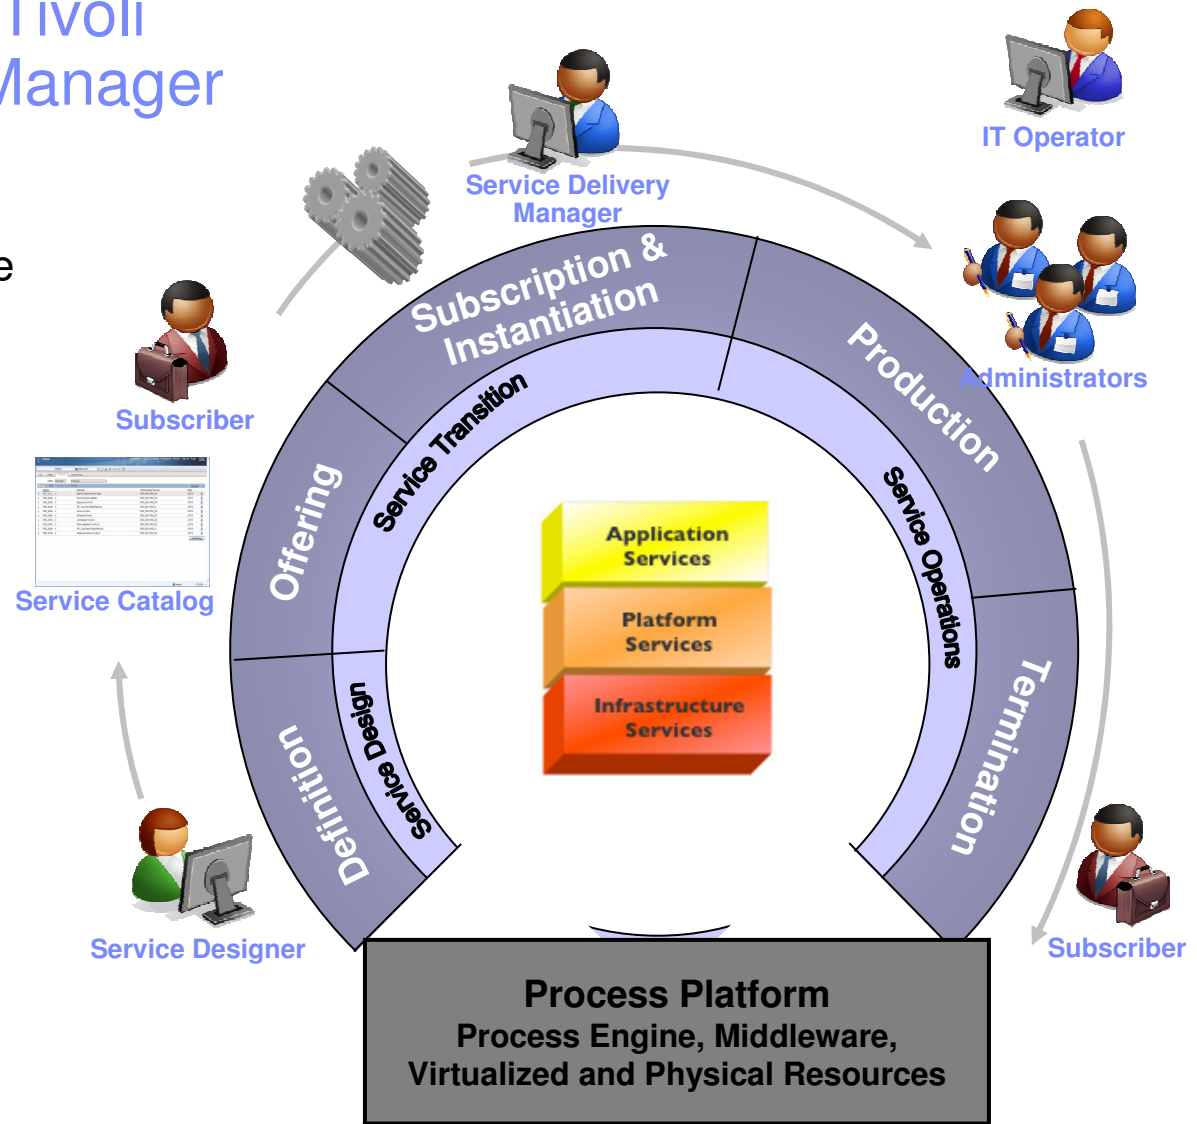 Tivoli
Manager
e
IT Operator
Service Delivery
Manager
Subscriber
Administrators
Subscription &
Instantiation
Production
Service Transition
Offering
Service Operations
Service Catalog
Application
Services
Platform
Services
Infrastructure
Services
Service Design
Definition
Termination
Service Designer
Subscriber
Process Platform
Process Engine, Middleware,
Virtualized and Physical Resources